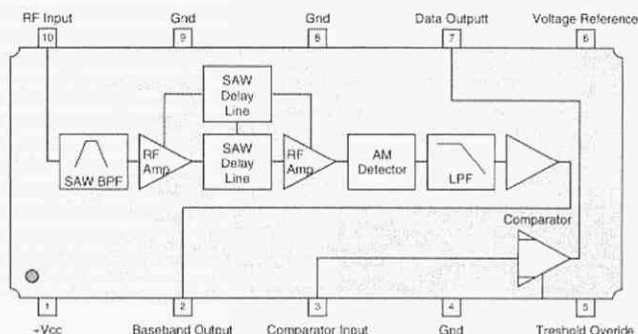 RF Input
Gnd
Gnd
Data Outputt
Voltage Reference
10
9
8
7
6
SAW
Delay
Line
SAW BPF
RF
Amp
SAW
Delay
Line
RF
Amp
AM
Detector
LPF
Comparator
1
2
3
4
5
+Vcc
Baseband Output
Comparator Input
Gnd
Treshold Overide